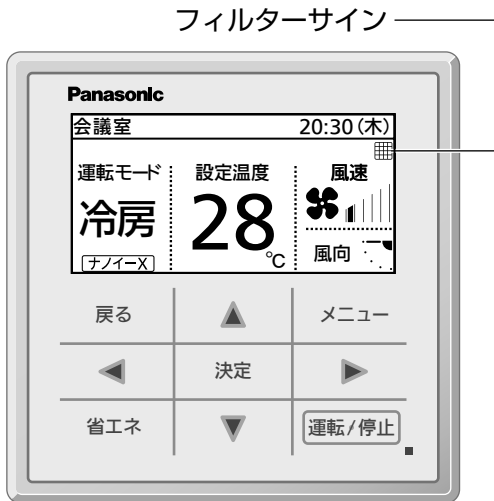 フィルターサイン
Panasonic
会議室 20:30(木)
運転モード 設定温度 風速
冷房 28℃
ナノイーX 風向
戻る メニュー
決定
省エネ 運転/停止